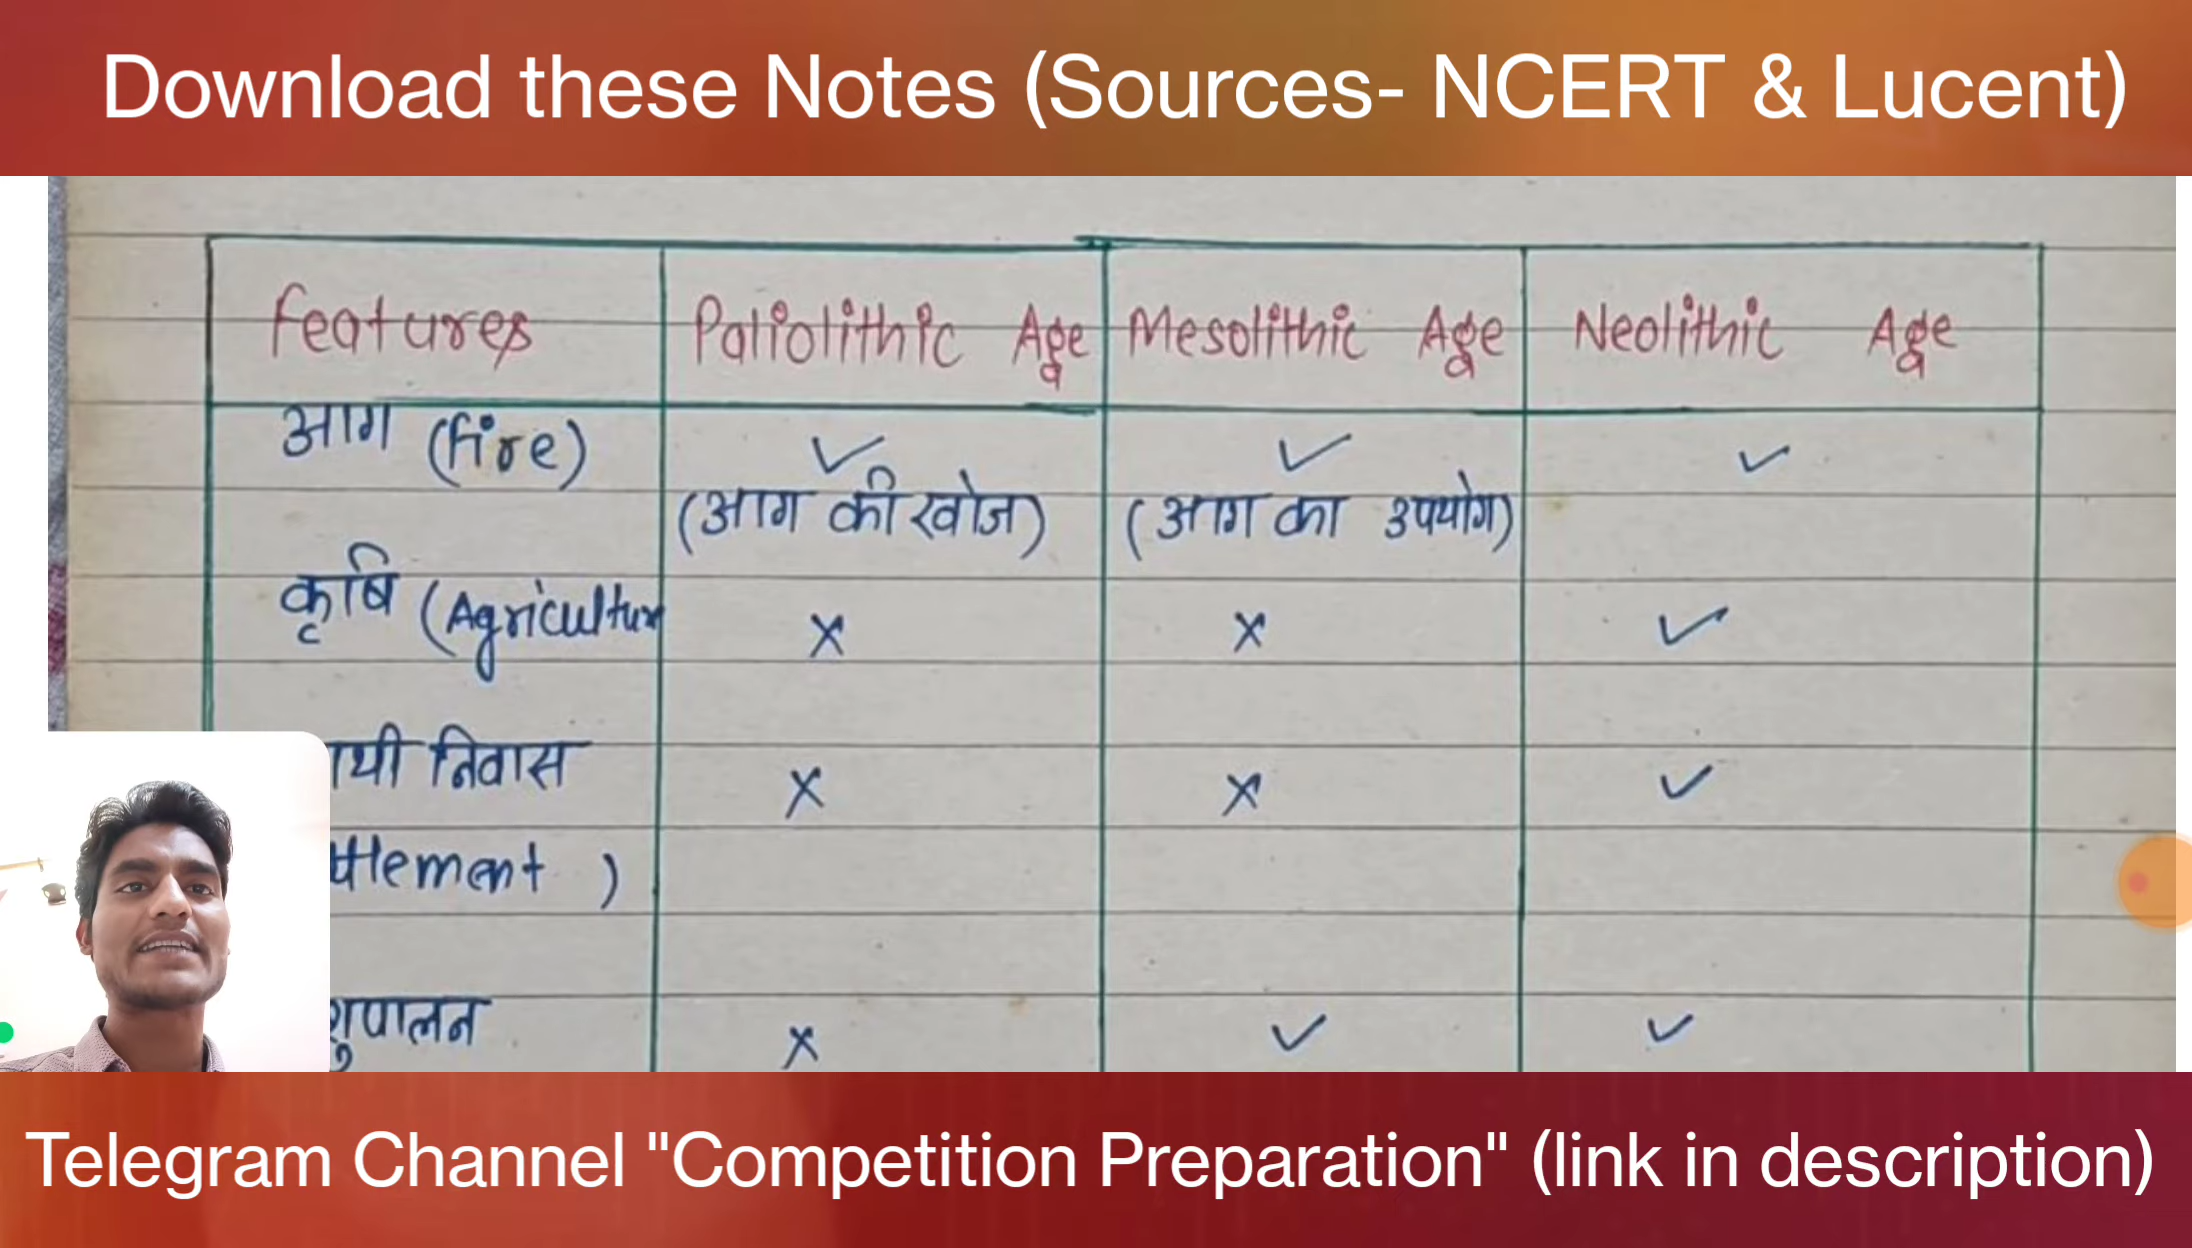 Download these Notes (Sources- NCERT & Lucent)
Features Paliolithic Age Mesolithic Age Neolithic Age
आग (fire) ✓ ✓ ✓
(आग की खोज) (आग का उपयोग)
कृषि (Agricultur x x ✓
निवास x x ✓
ttlement )
शुपालन x ✓ ✓
Telegram Channel "Competition Preparation" (link in description)